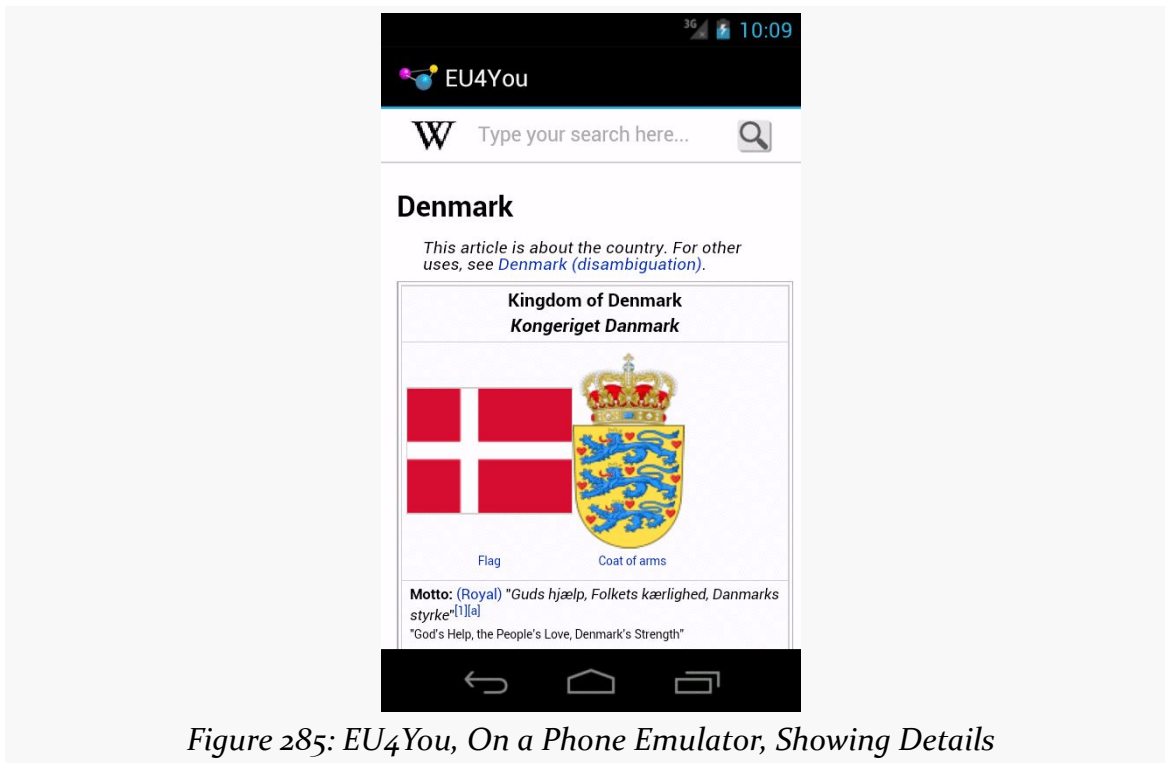 3G 10:09
EU4You
W Type your search here...
Denmark
This article is about the country. For other
uses, see Denmark (disambiguation).
Kingdom of Denmark
Kongeriget Danmark
Flag Coat of arms
Motto: (Royal) "Guds hjælp, Folkets kærlighed, Danmarks
styrke"[1][a]
"God's Help, the People's Love, Denmark's Strength"
Figure 285: EU4You, On a Phone Emulator, Showing Details